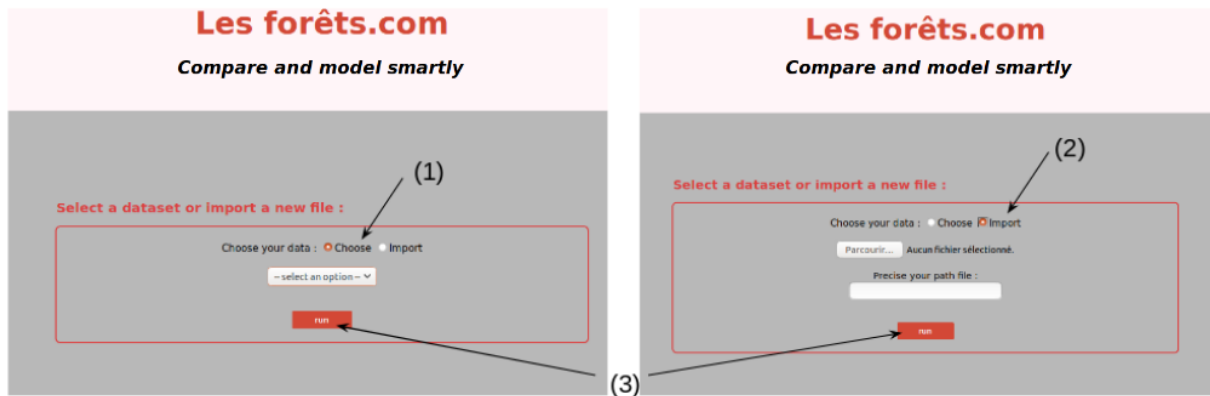 Les forêts.com
Compare and model smartly
(1)
Select a dataset or import a new file :
Choose your data : Choose Import
-- select an option --
run
Les forêts.com
Compare and model smartly
(2)
Select a dataset or import a new file :
Choose your data : Choose Import
Parcourir... Aucun fichier sélectionné.
Precise your path file :
run
(3)